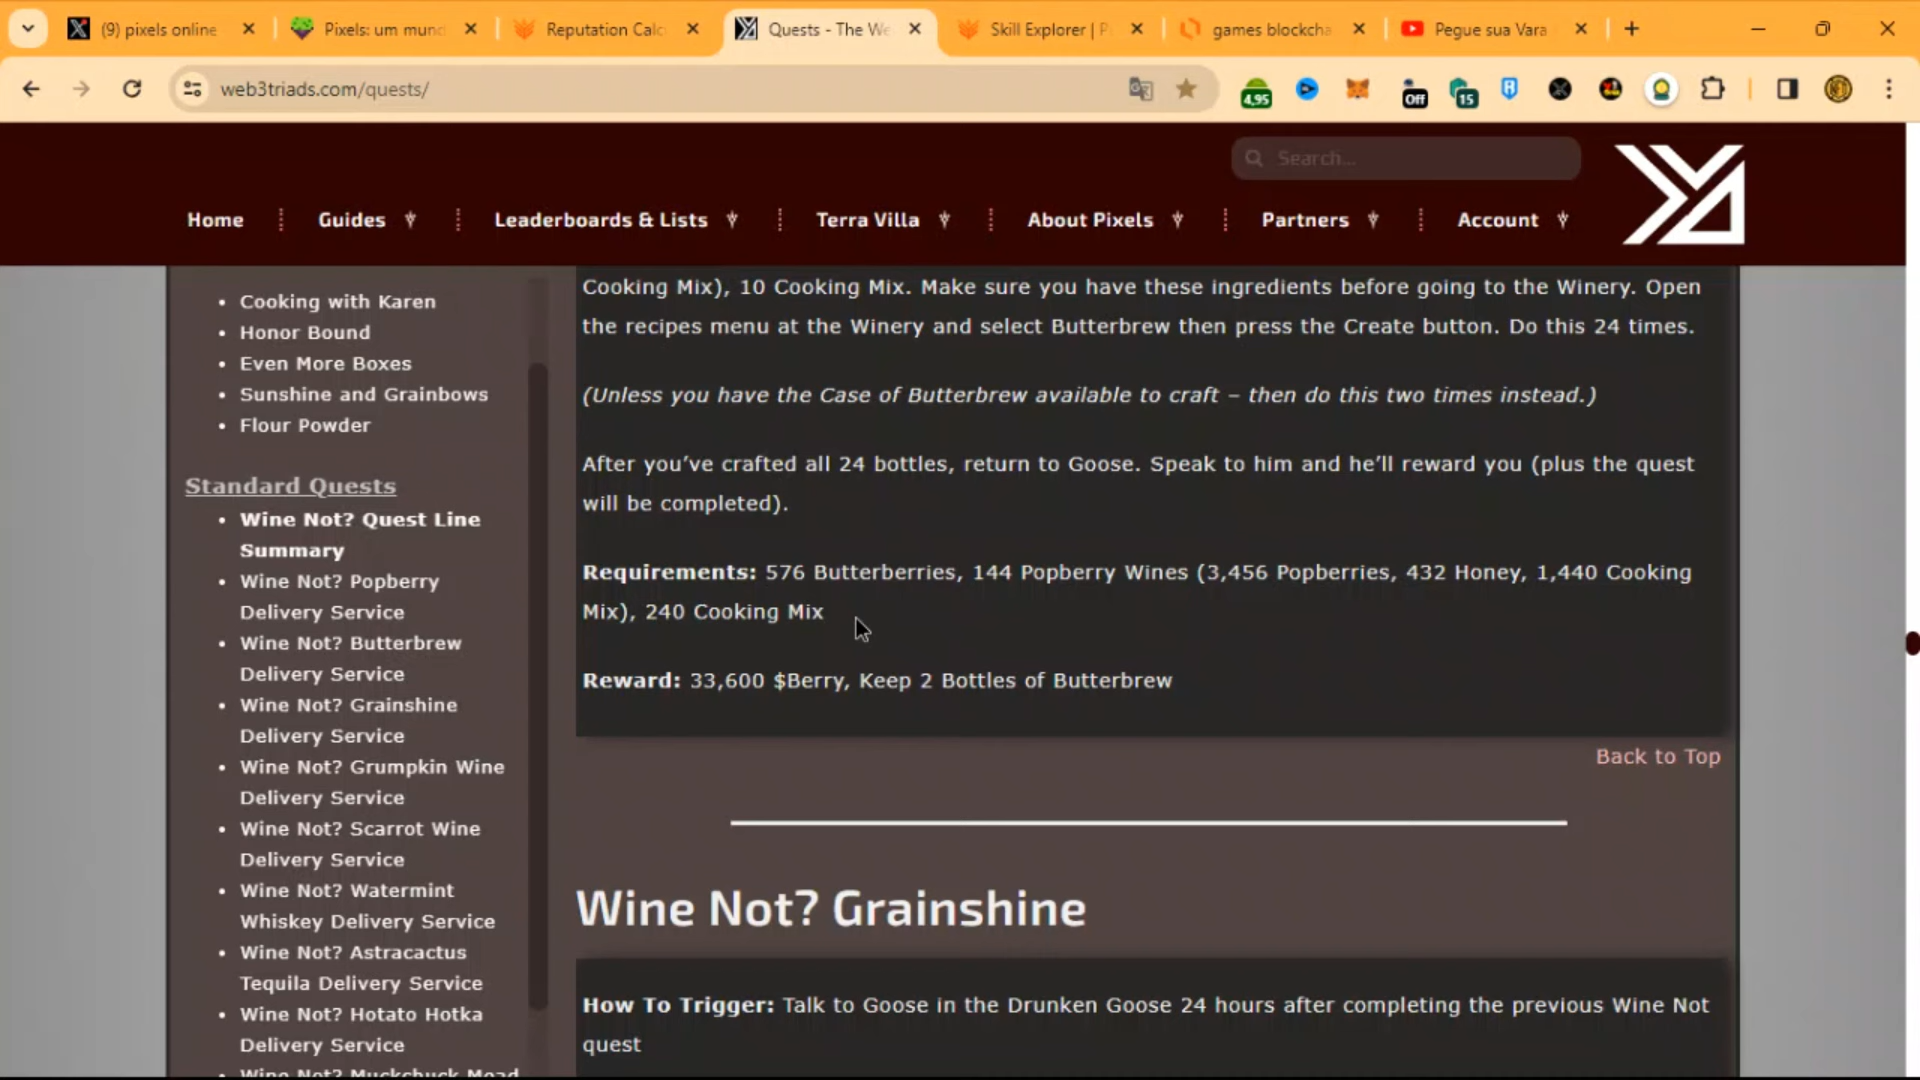 (9) pixels online
Pixels: um mund
Reputation Calc
Quests - The We
Skill Explorer | P
games blockcha
Pegue sua Vara
web3triads.com/quests/
4,95
Off
15
Search...
Home
Guides
Leaderboards & Lists
Terra Villa
About Pixels
Partners
Account
Cooking with Karen
Honor Bound
Even More Boxes
Sunshine and Grainbows
Flour Powder
Standard Quests
Wine Not? Quest Line
Summary
Wine Not? Popberry
Delivery Service
Wine Not? Butterbrew
Delivery Service
Wine Not? Grainshine
Delivery Service
Wine Not? Grumpkin Wine
Delivery Service
Wine Not? Scarrot Wine
Delivery Service
Wine Not? Watermint
Whiskey Delivery Service
Wine Not? Astracactus
Tequila Delivery Service
Wine Not? Hotato Hotka
Delivery Service
Wine Not? Muckchuck Mead
Cooking Mix), 10 Cooking Mix. Make sure you have these ingredients before going to the Winery. Open
the recipes menu at the Winery and select Butterbrew then press the Create button. Do this 24 times.
(Unless you have the Case of Butterbrew available to craft – then do this two times instead.)
After you’ve crafted all 24 bottles, return to Goose. Speak to him and he’ll reward you (plus the quest
will be completed).
Requirements: 576 Butterberries, 144 Popberry Wines (3,456 Popberries, 432 Honey, 1,440 Cooking
Mix), 240 Cooking Mix
Reward: 33,600 $Berry, Keep 2 Bottles of Butterbrew
Back to Top
Wine Not? Grainshine
How To Trigger: Talk to Goose in the Drunken Goose 24 hours after completing the previous Wine Not
quest